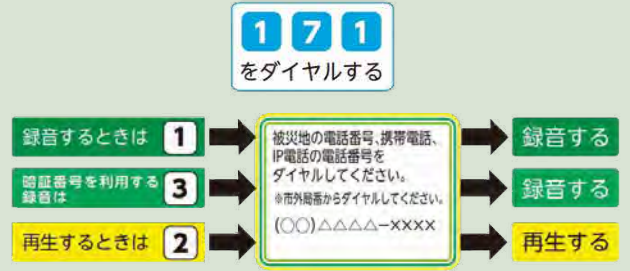 171
をダイヤルする
録音するときは 1
暗証番号を利用する
録音は 3
再生するときは 2
被災地の電話番号、携帯電話、
IP電話の電話番号を
ダイヤルしてください。
※市外局番からダイヤルしてください。
(○○)△△△△-××××
録音する
録音する
再生する